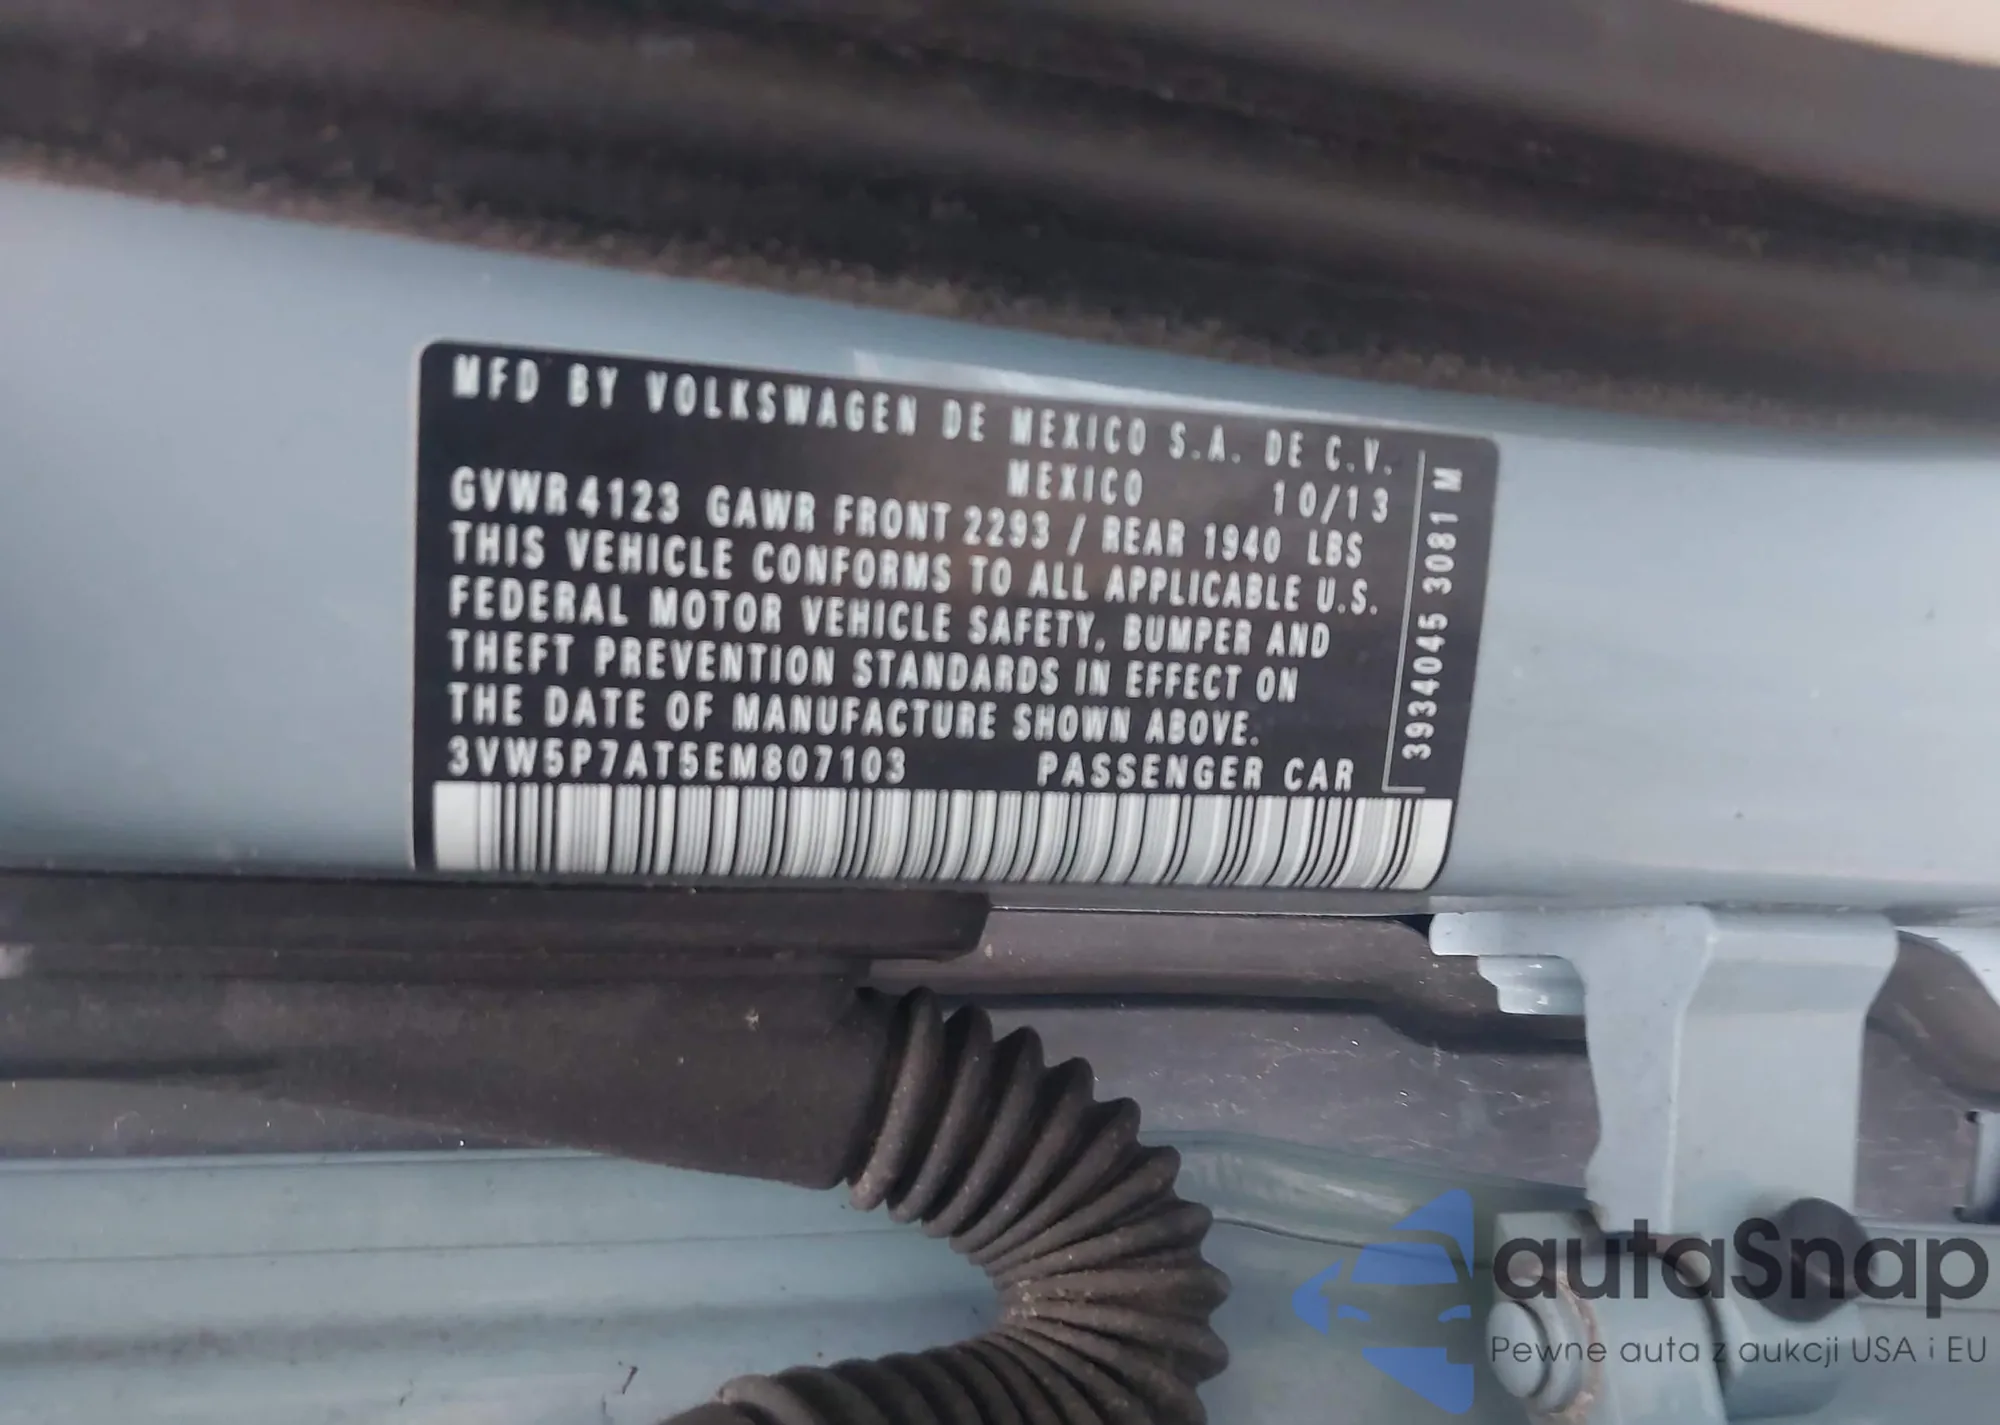 MFD BY VOLKSWAGEN DE MEXICO S.A. DE C.V.
MEXICO 10/13
GVWR 4123 GAWR FRONT 2293 / REAR 1940 LBS
THIS VEHICLE CONFORMS TO ALL APPLICABLE U.S.
FEDERAL MOTOR VEHICLE SAFETY, BUMPER AND
THEFT PREVENTION STANDARDS IN EFFECT ON
THE DATE OF MANUFACTURE SHOWN ABOVE.
3VW5P7AT5EM807103 PASSENGER CAR
3934045 3081 M
autaSnap
Pewne auta z aukcji USA i EU